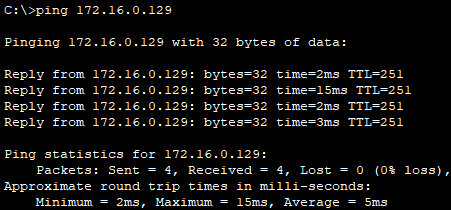 C:\>ping 172.16.0.129
Pinging 172.16.0.129 with 32 bytes of data:
Reply from 172.16.0.129: bytes=32 time=2ms TTL=251
Reply from 172.16.0.129: bytes=32 time=15ms TTL=251
Reply from 172.16.0.129: bytes=32 time=2ms TTL=251
Reply from 172.16.0.129: bytes=32 time=3ms TTL=251
Ping statistics for 172.16.0.129:
    Packets: Sent = 4, Received = 4, Lost = 0 (0% loss),
Approximate round trip times in milli-seconds:
    Minimum = 2ms, Maximum = 15ms, Average = 5ms